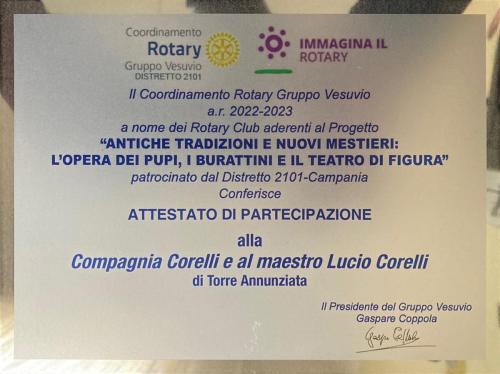 Coordinamento
Rotary
Gruppo Vesuvio
DISTRETTO 2101
IMMAGINA IL
ROTARY
Il Coordinamento Rotary Gruppo Vesuvio
a.r. 2022-2023
a nome dei Rotary Club aderenti al Progetto
“ANTICHE TRADIZIONI E NUOVI MESTIERI:
L’OPERA DEI PUPI, I BURATTINI E IL TEATRO DI FIGURA”
patrocinato dal Distretto 2101-Campania
Conferisce
ATTESTATO DI PARTECIPAZIONE
alla
Compagnia Corelli e al maestro Lucio Corelli
di Torre Annunziata
Il Presidente del Gruppo Vesuvio
Gaspare Coppola